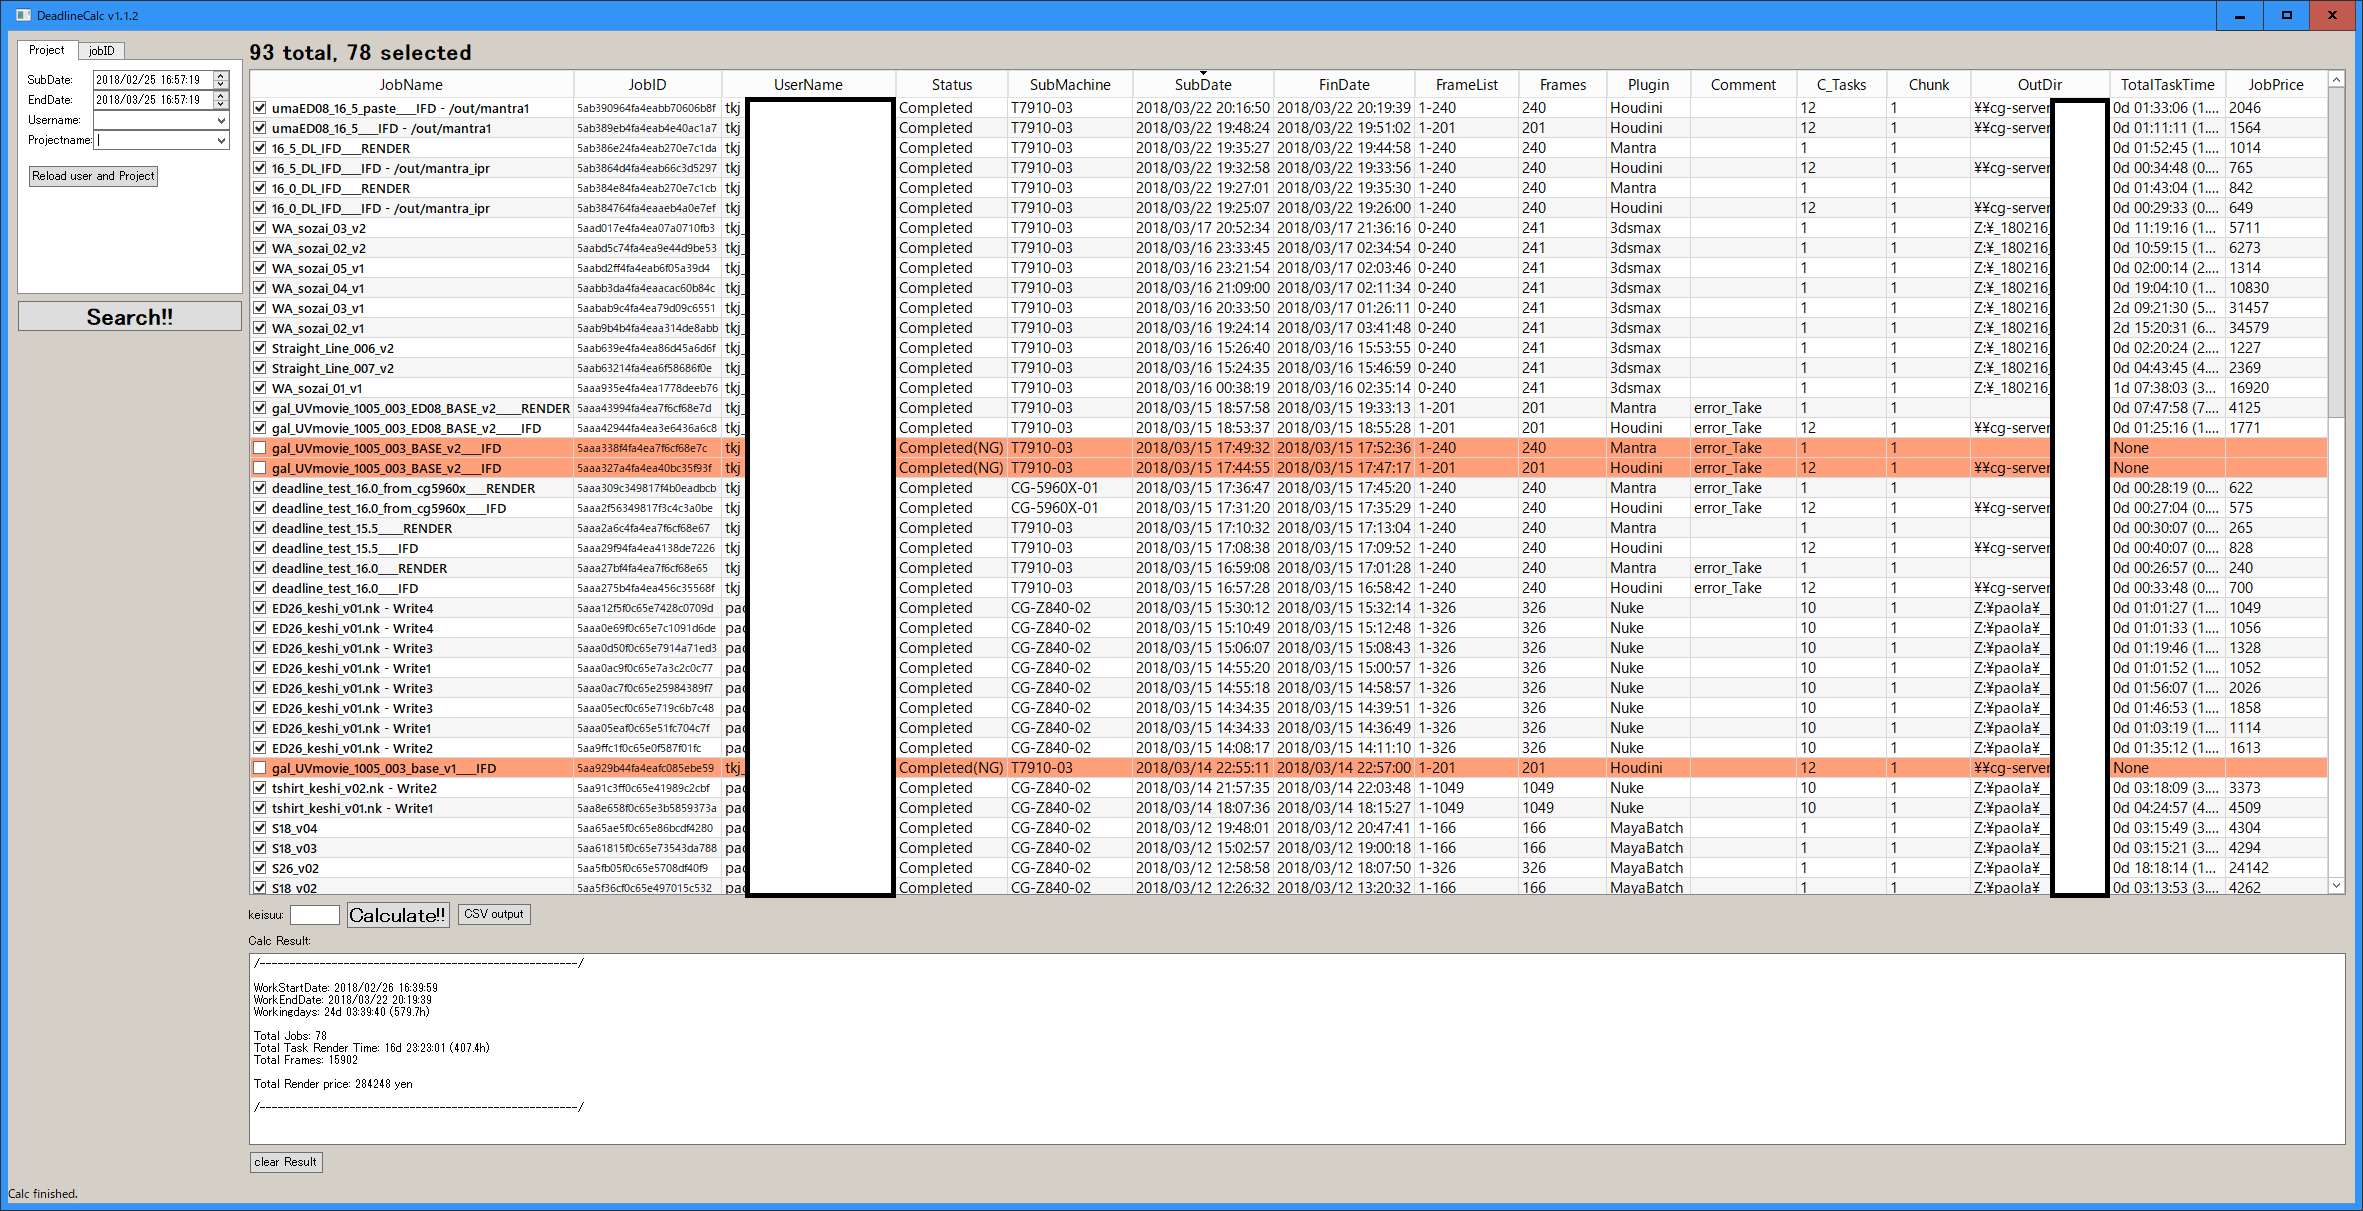 DeadlineCalc v1.1.2
Project jobID
SubDate: 2018/02/25 16:57:19
EndDate: 2018/03/25 16:57:19
Username:
Projectname:
Reload user and Project
Search!!
93 total, 78 selected
JobName JobID UserName Status SubMachine SubDate FinDate FrameList Frames Plugin Comment C_Tasks Chunk OutDir TotalTaskTime JobPrice
umaED08_16_5_paste___IFD - /out/mantra1 5ab390964fa4eabb70606b8f tkj Completed T7910-03 2018/03/22 20:16:50 2018/03/22 20:19:39 1-240 240 Houdini 12 1 ¥¥cg-server 0d 01:33:06 (1.... 2046
umaED08_16_5___IFD - /out/mantra1 5ab389eb4fa4eab4e40ac1a7 tkj Completed T7910-03 2018/03/22 19:48:24 2018/03/22 19:51:02 1-201 201 Houdini 12 1 ¥¥cg-server 0d 01:11:11 (1.... 1564
16_5_DL_IFD___RENDER 5ab386e24fa4eab270e7c1da tkj Completed T7910-03 2018/03/22 19:35:27 2018/03/22 19:44:58 1-240 240 Mantra 1 1 0d 01:52:45 (1.... 1014
16_5_DL_IFD___IFD - /out/mantra_ipr 5ab3864d4fa4eab66c3d5297 tkj Completed T7910-03 2018/03/22 19:32:58 2018/03/22 19:33:56 1-240 240 Houdini 12 1 ¥¥cg-server 0d 00:34:48 (0.... 765
16_0_DL_IFD___RENDER 5ab384e84fa4eab270e7c1cb tkj Completed T7910-03 2018/03/22 19:27:01 2018/03/22 19:35:30 1-240 240 Mantra 1 1 0d 01:43:04 (1.... 842
16_0_DL_IFD___IFD - /out/mantra_ipr 5ab384764fa4eaaeb4a0e7ef tkj Completed T7910-03 2018/03/22 19:25:07 2018/03/22 19:26:00 1-240 240 Houdini 12 1 ¥¥cg-server 0d 00:29:33 (0.... 649
WA_sozai_03_v2 5aad017e4fa4ea07a0710fb3 tkj_ Completed T7910-03 2018/03/17 20:52:34 2018/03/17 21:36:16 0-240 241 3dsmax 1 1 Z:¥_180216_ 0d 11:19:16 (1... 5711
WA_sozai_02_v2 5aabd5c74fa4ea9e44d9be53 tkj_ Completed T7910-03 2018/03/16 23:33:45 2018/03/17 02:34:54 0-240 241 3dsmax 1 1 Z:¥_180216_ 0d 10:59:15 (1... 6273
WA_sozai_05_v1 5aabd2ff4fa4eab6f05a39d4 tkj_ Completed T7910-03 2018/03/16 23:21:54 2018/03/17 02:03:46 0-240 241 3dsmax 1 1 Z:¥_180216_ 0d 02:00:14 (2.... 1314
WA_sozai_04_v1 5aabb3da4fa4eaacac60b84c tkj_ Completed T7910-03 2018/03/16 21:09:00 2018/03/17 02:11:34 0-240 241 3dsmax 1 1 Z:¥_180216_ 0d 19:04:10 (1... 10830
WA_sozai_03_v1 5aabab9c4fa4ea79d09c6551 tkj_ Completed T7910-03 2018/03/16 20:33:50 2018/03/17 01:26:11 0-240 241 3dsmax 1 1 Z:¥_180216_ 2d 09:21:30 (5... 31457
WA_sozai_02_v1 5aab9b4b4fa4eaa314de8abb tkj_ Completed T7910-03 2018/03/16 19:24:14 2018/03/17 03:41:48 0-240 241 3dsmax 1 1 Z:¥_180216_ 2d 15:20:31 (6... 34579
Straight_Line_006_v2 5aab639e4fa4ea86d45a6d6f tkj_ Completed T7910-03 2018/03/16 15:26:40 2018/03/16 15:53:55 0-240 241 3dsmax 1 1 Z:¥_180216_ 0d 02:20:24 (2.... 1227
Straight_Line_007_v2 5aab63214fa4ea6f58686f0e tkj_ Completed T7910-03 2018/03/16 15:24:35 2018/03/16 15:46:59 0-240 241 3dsmax 1 1 Z:¥_180216_ 0d 04:43:45 (4.... 2369
WA_sozai_01_v1 5aaa935e4fa4ea1778deeb76 tkj_ Completed T7910-03 2018/03/16 00:38:19 2018/03/16 02:35:14 0-240 241 3dsmax 1 1 Z:¥_180216_ 1d 07:38:03 (3... 16920
gal_UVmovie_1005_003_ED08_BASE_v2____RENDER 5aaa43994fa4ea7f6cf68e7d tkj Completed T7910-03 2018/03/15 18:57:58 2018/03/15 19:33:13 1-201 201 Mantra error_Take 1 1 0d 07:47:58 (7.... 4125
gal_UVmovie_1005_003_ED08_BASE_v2____IFD 5aaa42944fa4ea3e6436a6c8 tkj Completed T7910-03 2018/03/15 18:53:37 2018/03/15 18:55:28 1-201 201 Houdini error_Take 12 1 ¥¥cg-server 0d 01:25:16 (1.... 1771
gal_UVmovie_1005_003_BASE_v2___IFD 5aaa338f4fa4ea7f6cf68e7c tkj Completed(NG) T7910-03 2018/03/15 17:49:32 2018/03/15 17:52:36 1-240 240 Mantra error_Take 1 1 None
gal_UVmovie_1005_003_BASE_v2___IFD 5aaa327a4fa4ea40bc35f93f tkj Completed(NG) T7910-03 2018/03/15 17:44:55 2018/03/15 17:47:17 1-201 201 Houdini error_Take 12 1 ¥¥cg-server None
deadline_test_16.0_from_cg5960x___RENDER 5aaa309c349817f4b0eadbcb tkj Completed CG-5960X-01 2018/03/15 17:36:47 2018/03/15 17:45:20 1-240 240 Mantra error_Take 1 1 0d 00:28:19 (0.... 622
deadline_test_16.0_from_cg5960x___IFD 5aaa2f56349817f3c4c3a0be tkj Completed CG-5960X-01 2018/03/15 17:31:20 2018/03/15 17:35:29 1-240 240 Houdini error_Take 12 1 ¥¥cg-server 0d 00:27:04 (0.... 575
deadline_test_15.5____RENDER 5aaa2a6c4fa4ea7f6cf68e67 tkj Completed T7910-03 2018/03/15 17:10:32 2018/03/15 17:13:04 1-240 240 Mantra 1 1 0d 00:30:07 (0.... 265
deadline_test_15.5____IFD 5aaa29f94fa4ea4138de7226 tkj Completed T7910-03 2018/03/15 17:08:38 2018/03/15 17:09:52 1-240 240 Houdini 12 1 ¥¥cg-server 0d 00:40:07 (0.... 828
deadline_test_16.0____RENDER 5aaa27bf4fa4ea7f6cf68e65 tkj Completed T7910-03 2018/03/15 16:59:08 2018/03/15 17:01:28 1-240 240 Mantra error_Take 1 1 0d 00:26:57 (0.... 240
deadline_test_16.0____IFD 5aaa275b4fa4ea456c35568f tkj Completed T7910-03 2018/03/15 16:57:28 2018/03/15 16:58:42 1-240 240 Houdini error_Take 12 1 ¥¥cg-server 0d 00:33:48 (0.... 700
ED26_keshi_v01.nk - Write4 5aaa12f5f0c65e7428c0709d pac Completed CG-Z840-02 2018/03/15 15:30:12 2018/03/15 15:32:14 1-326 326 Nuke 10 1 Z:¥paola¥__ 0d 01:01:27 (1.... 1049
ED26_keshi_v01.nk - Write4 5aaa0e69f0c65e7c1091d6de pac Completed CG-Z840-02 2018/03/15 15:10:49 2018/03/15 15:12:48 1-326 326 Nuke 10 1 Z:¥paola¥__ 0d 01:01:33 (1.... 1056
ED26_keshi_v01.nk - Write3 5aaa0d50f0c65e7914a71ed3 pac Completed CG-Z840-02 2018/03/15 15:06:07 2018/03/15 15:08:43 1-326 326 Nuke 10 1 Z:¥paola¥__ 0d 01:19:46 (1.... 1328
ED26_keshi_v01.nk - Write1 5aaa0ac9f0c65e7a3c2c0c77 pac Completed CG-Z840-02 2018/03/15 14:55:20 2018/03/15 15:00:57 1-326 326 Nuke 10 1 Z:¥paola¥__ 0d 01:01:52 (1.... 1052
ED26_keshi_v01.nk - Write3 5aaa0ac7f0c65e25984389f7 pac Completed CG-Z840-02 2018/03/15 14:55:18 2018/03/15 14:58:57 1-326 326 Nuke 10 1 Z:¥paola¥__ 0d 01:56:07 (1.... 2026
ED26_keshi_v01.nk - Write3 5aaa05ecf0c65e719c6b7c48 pac Completed CG-Z840-02 2018/03/15 14:34:35 2018/03/15 14:39:51 1-326 326 Nuke 10 1 Z:¥paola¥__ 0d 01:46:53 (1.... 1858
ED26_keshi_v01.nk - Write1 5aaa05eaf0c65e51fc704c7f pac Completed CG-Z840-02 2018/03/15 14:34:33 2018/03/15 14:36:49 1-326 326 Nuke 10 1 Z:¥paola¥__ 0d 01:03:19 (1.... 1114
ED26_keshi_v01.nk - Write2 5aa9ffc1f0c65e0f587f01fc pac Completed CG-Z840-02 2018/03/15 14:08:17 2018/03/15 14:11:10 1-326 326 Nuke 10 1 Z:¥paola¥__ 0d 01:35:12 (1.... 1613
gal_UVmovie_1005_003_base_v1___IFD 5aa929b44fa4eafc085ebe59 tkj_ Completed(NG) T7910-03 2018/03/14 22:55:11 2018/03/14 22:57:00 1-201 201 Houdini 12 1 ¥¥cg-server None
tshirt_keshi_v02.nk - Write2 5aa91c3ff0c65e41989c2cbf pac Completed CG-Z840-02 2018/03/14 21:57:35 2018/03/14 22:03:48 1-1049 1049 Nuke 10 1 Z:¥paola¥__ 0d 03:18:09 (3.... 3373
tshirt_keshi_v01.nk - Write1 5aa8e658f0c65e3b5859373a pac Completed CG-Z840-02 2018/03/14 18:07:36 2018/03/14 18:15:27 1-1049 1049 Nuke 10 1 Z:¥paola¥__ 0d 04:24:57 (4.... 4509
S18_v04 5aa65ae5f0c65e86bcdf4280 pac Completed CG-Z840-02 2018/03/12 19:48:01 2018/03/12 20:47:41 1-166 166 MayaBatch 1 1 Z:¥paola¥__ 0d 03:15:49 (3.... 4304
S18_v03 5aa61815f0c65e73543da788 pac Completed CG-Z840-02 2018/03/12 15:02:57 2018/03/12 19:00:18 1-166 166 MayaBatch 1 1 Z:¥paola¥__ 0d 03:15:21 (3.... 4294
S26_v02 5aa5fb05f0c65e5708df40f9 pac Completed CG-Z840-02 2018/03/12 12:58:58 2018/03/12 18:07:50 1-326 326 MayaBatch 1 1 Z:¥paola¥__ 0d 18:18:14 (1... 24142
S18_v02 5aa5f36cf0c65e497015c532 pac Completed CG-Z840-02 2018/03/12 12:26:32 2018/03/12 13:20:32 1-166 166 MayaBatch 1 1 Z:¥paola¥__ 0d 03:13:53 (3.... 4262
keisuu: Calculate!! CSV output
Calc Result:
/-----------------------------------------------------/
WorkStartDate: 2018/02/26 16:39:59
WorkEndDate: 2018/03/22 20:19:39
Workingdays: 24d 03:39:40 (579.7h)
Total Jobs: 78
Total Task Render Time: 16d 23:23:01 (407.4h)
Total Frames: 15902
Total Render price: 284248 yen
/-----------------------------------------------------/
clear Result
Calc finished.